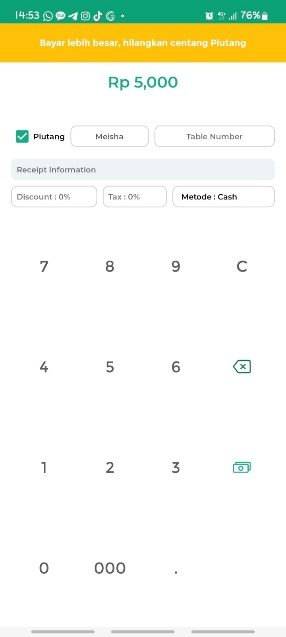 14:53
76%
Bayar lebih besar, hilangkan centang Piutang
Rp 5,000
Piutang Meisha Table Number
Receipt Information
Discount : 0% Tax : 0% Metode : Cash
7 8 9 C
4 5 6
1 2 3
0 000 .